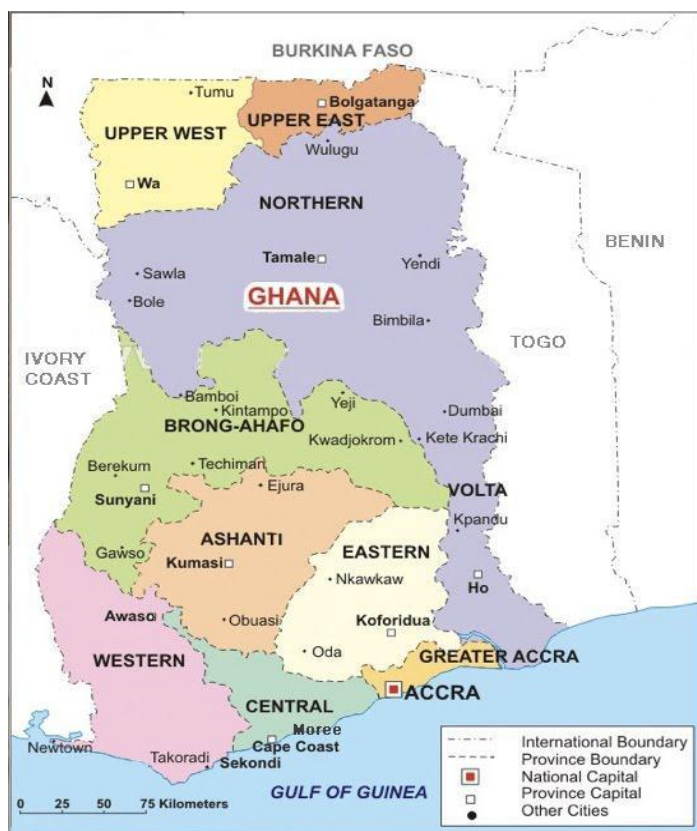 BURKINA FASO
N
Tumu
Bolgatanga
UPPER EAST
UPPER WEST
Wulugu
Wa
NORTHERN
BENIN
Tamale
Yendi
Sawla
GHANA
Bole
Bimbila
TOGO
IVORY
COAST
Bamboi
Kintampo
Yeji
Dumbai
BRONG-AHAFO
Kwadjokrom
Kete Krachi
Berekum
Techiman
Ejura
Sunyani
VOLTA
Kpandu
ASHANTI
EASTERN
Gawso
Kumasi
Nkawkaw
Ho
Awaso
Obuasi
Koforidua
Oda
WESTERN
GREATER ACCRA
ACCRA
CENTRAL
Moree
Cape Coast
Newtown
Takoradi
Sekondi
GULF OF GUINEA
0 25 50 75 Kilometers
International Boundary
Province Boundary
National Capital
Province Capital
Other Cities